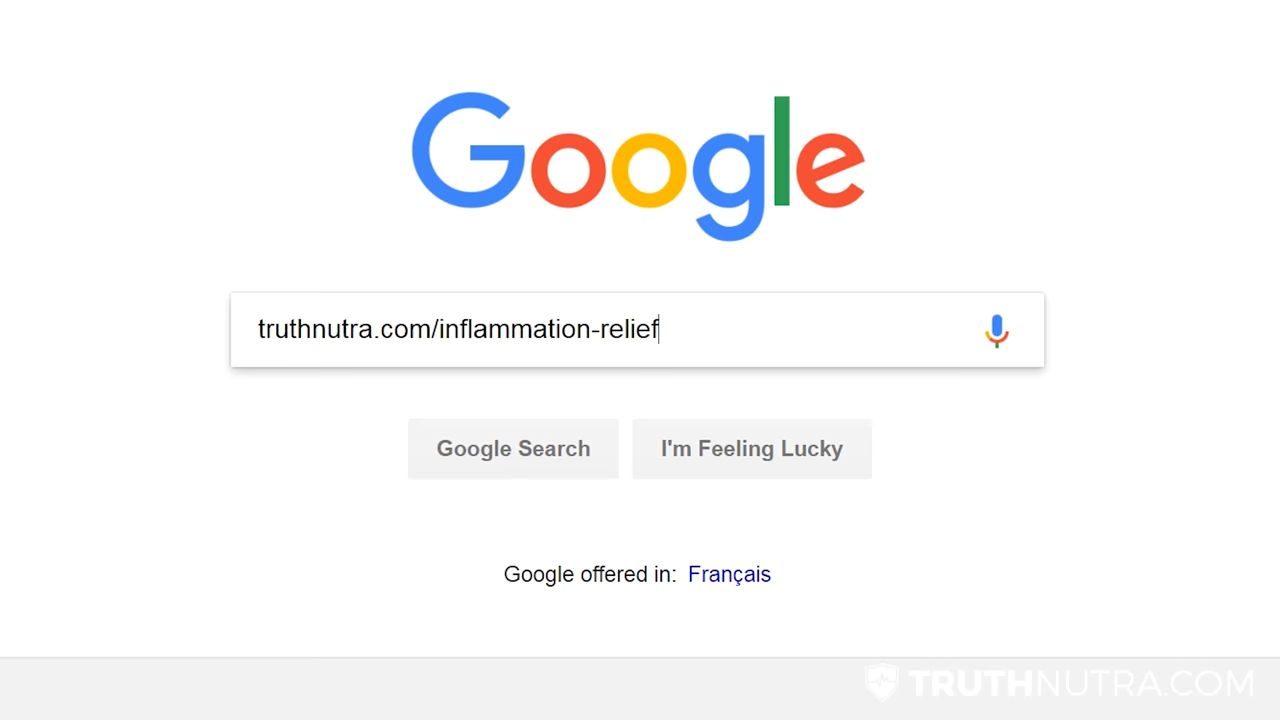 Google
truthnutra.com/inflammation-relief
Google Search
I'm Feeling Lucky
Google offered in: Français
TRUTHNUTRA.COM